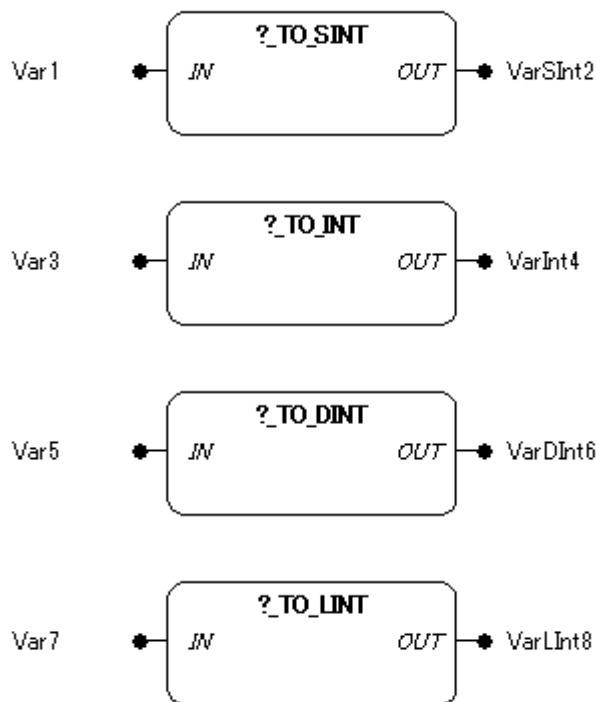 ?_TO_SINT
Var1 IN OUT VarSInt2
?_TO_INT
Var3 IN OUT VarInt4
?_TO_DINT
Var5 IN OUT VarDInt6
?_TO_LINT
Var7 IN OUT VarLInt8